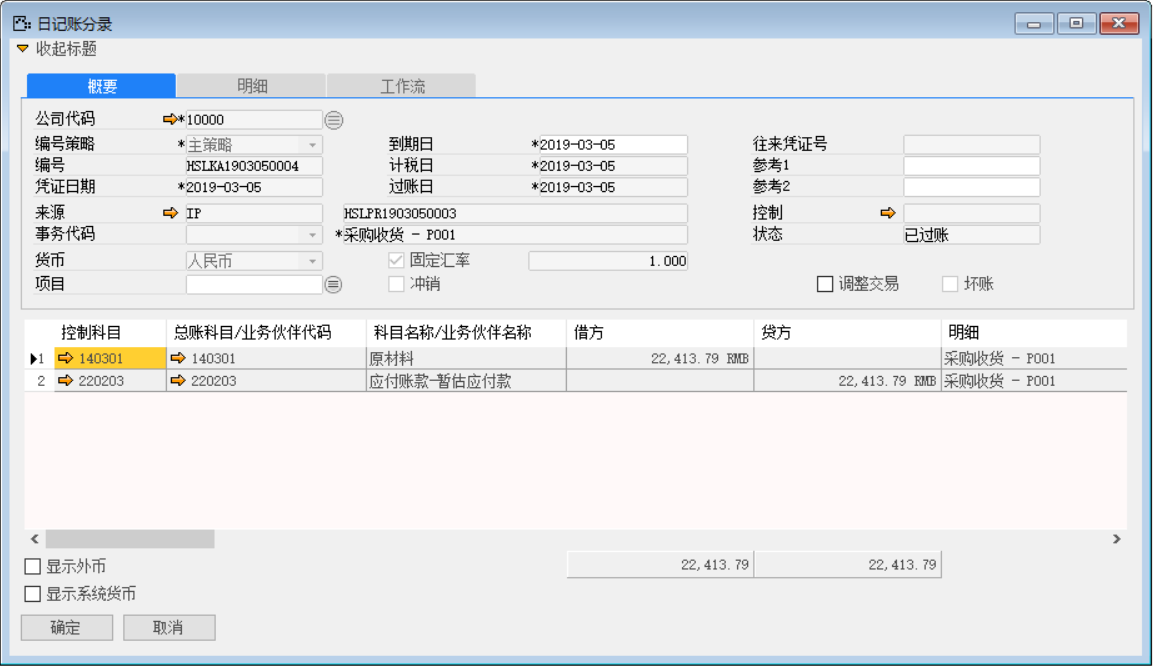 日记账分录
收起标题
概要 明细 工作流
公司代码 *10000
编号策略 *主策略 到期日 *2019-03-05 往来凭证号
编号 HSLKA1903050004 计税日 *2019-03-05 参考1
凭证日期 *2019-03-05 过账日 *2019-03-05 参考2
来源 IP HSLPR1903050003 控制
事务代码 *采购收货 - P001 状态 已过账
货币 人民币 固定汇率 1.000
项目 冲销 调整交易 坏账
控制科目 总账科目/业务伙伴代码 科目名称/业务伙伴名称 借方 贷方 明细
1 140301 140301 原材料 22,413.79 RMB 采购收货 - P001
2 220203 220203 应付账款-暂估应付款 22,413.79 RMB 采购收货 - P001
显示外币 22,413.79 22,413.79
显示系统货币
确定 取消